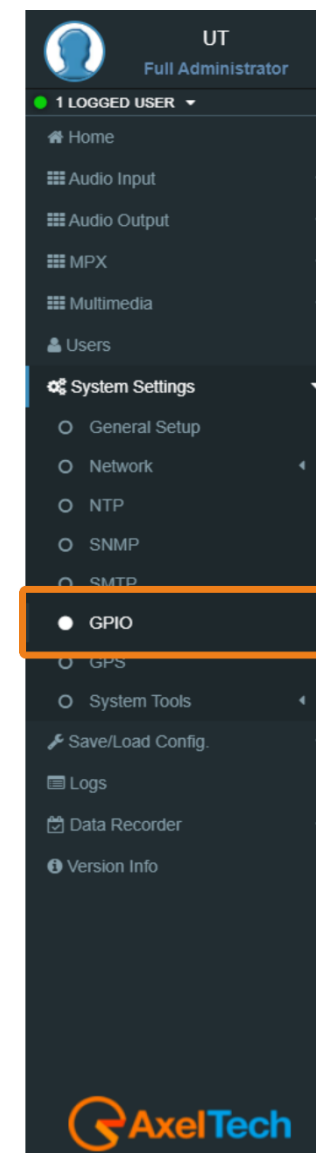 UT
Full Administrator
1 LOGGED USER
Home
Audio Input
Audio Output
MPX
Multimedia
Users
System Settings
General Setup
Network
NTP
SNMP
SMTP
GPIO
GPS
System Tools
Save/Load Config.
Logs
Data Recorder
Version Info
AxelTech